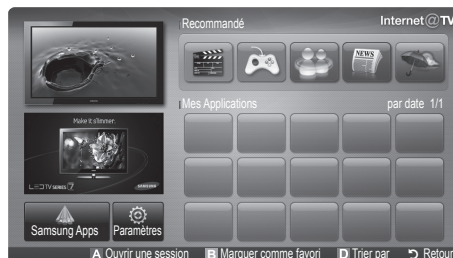 Recommandé
Internet@TV
NEWS
Mes Applications
par date 1/1
Make it slimmer.
LED TV SERIES 7
Samsung Apps
Paramètres
A Ouvrir une session
B Marquer comme favori
D Trier par
Retour